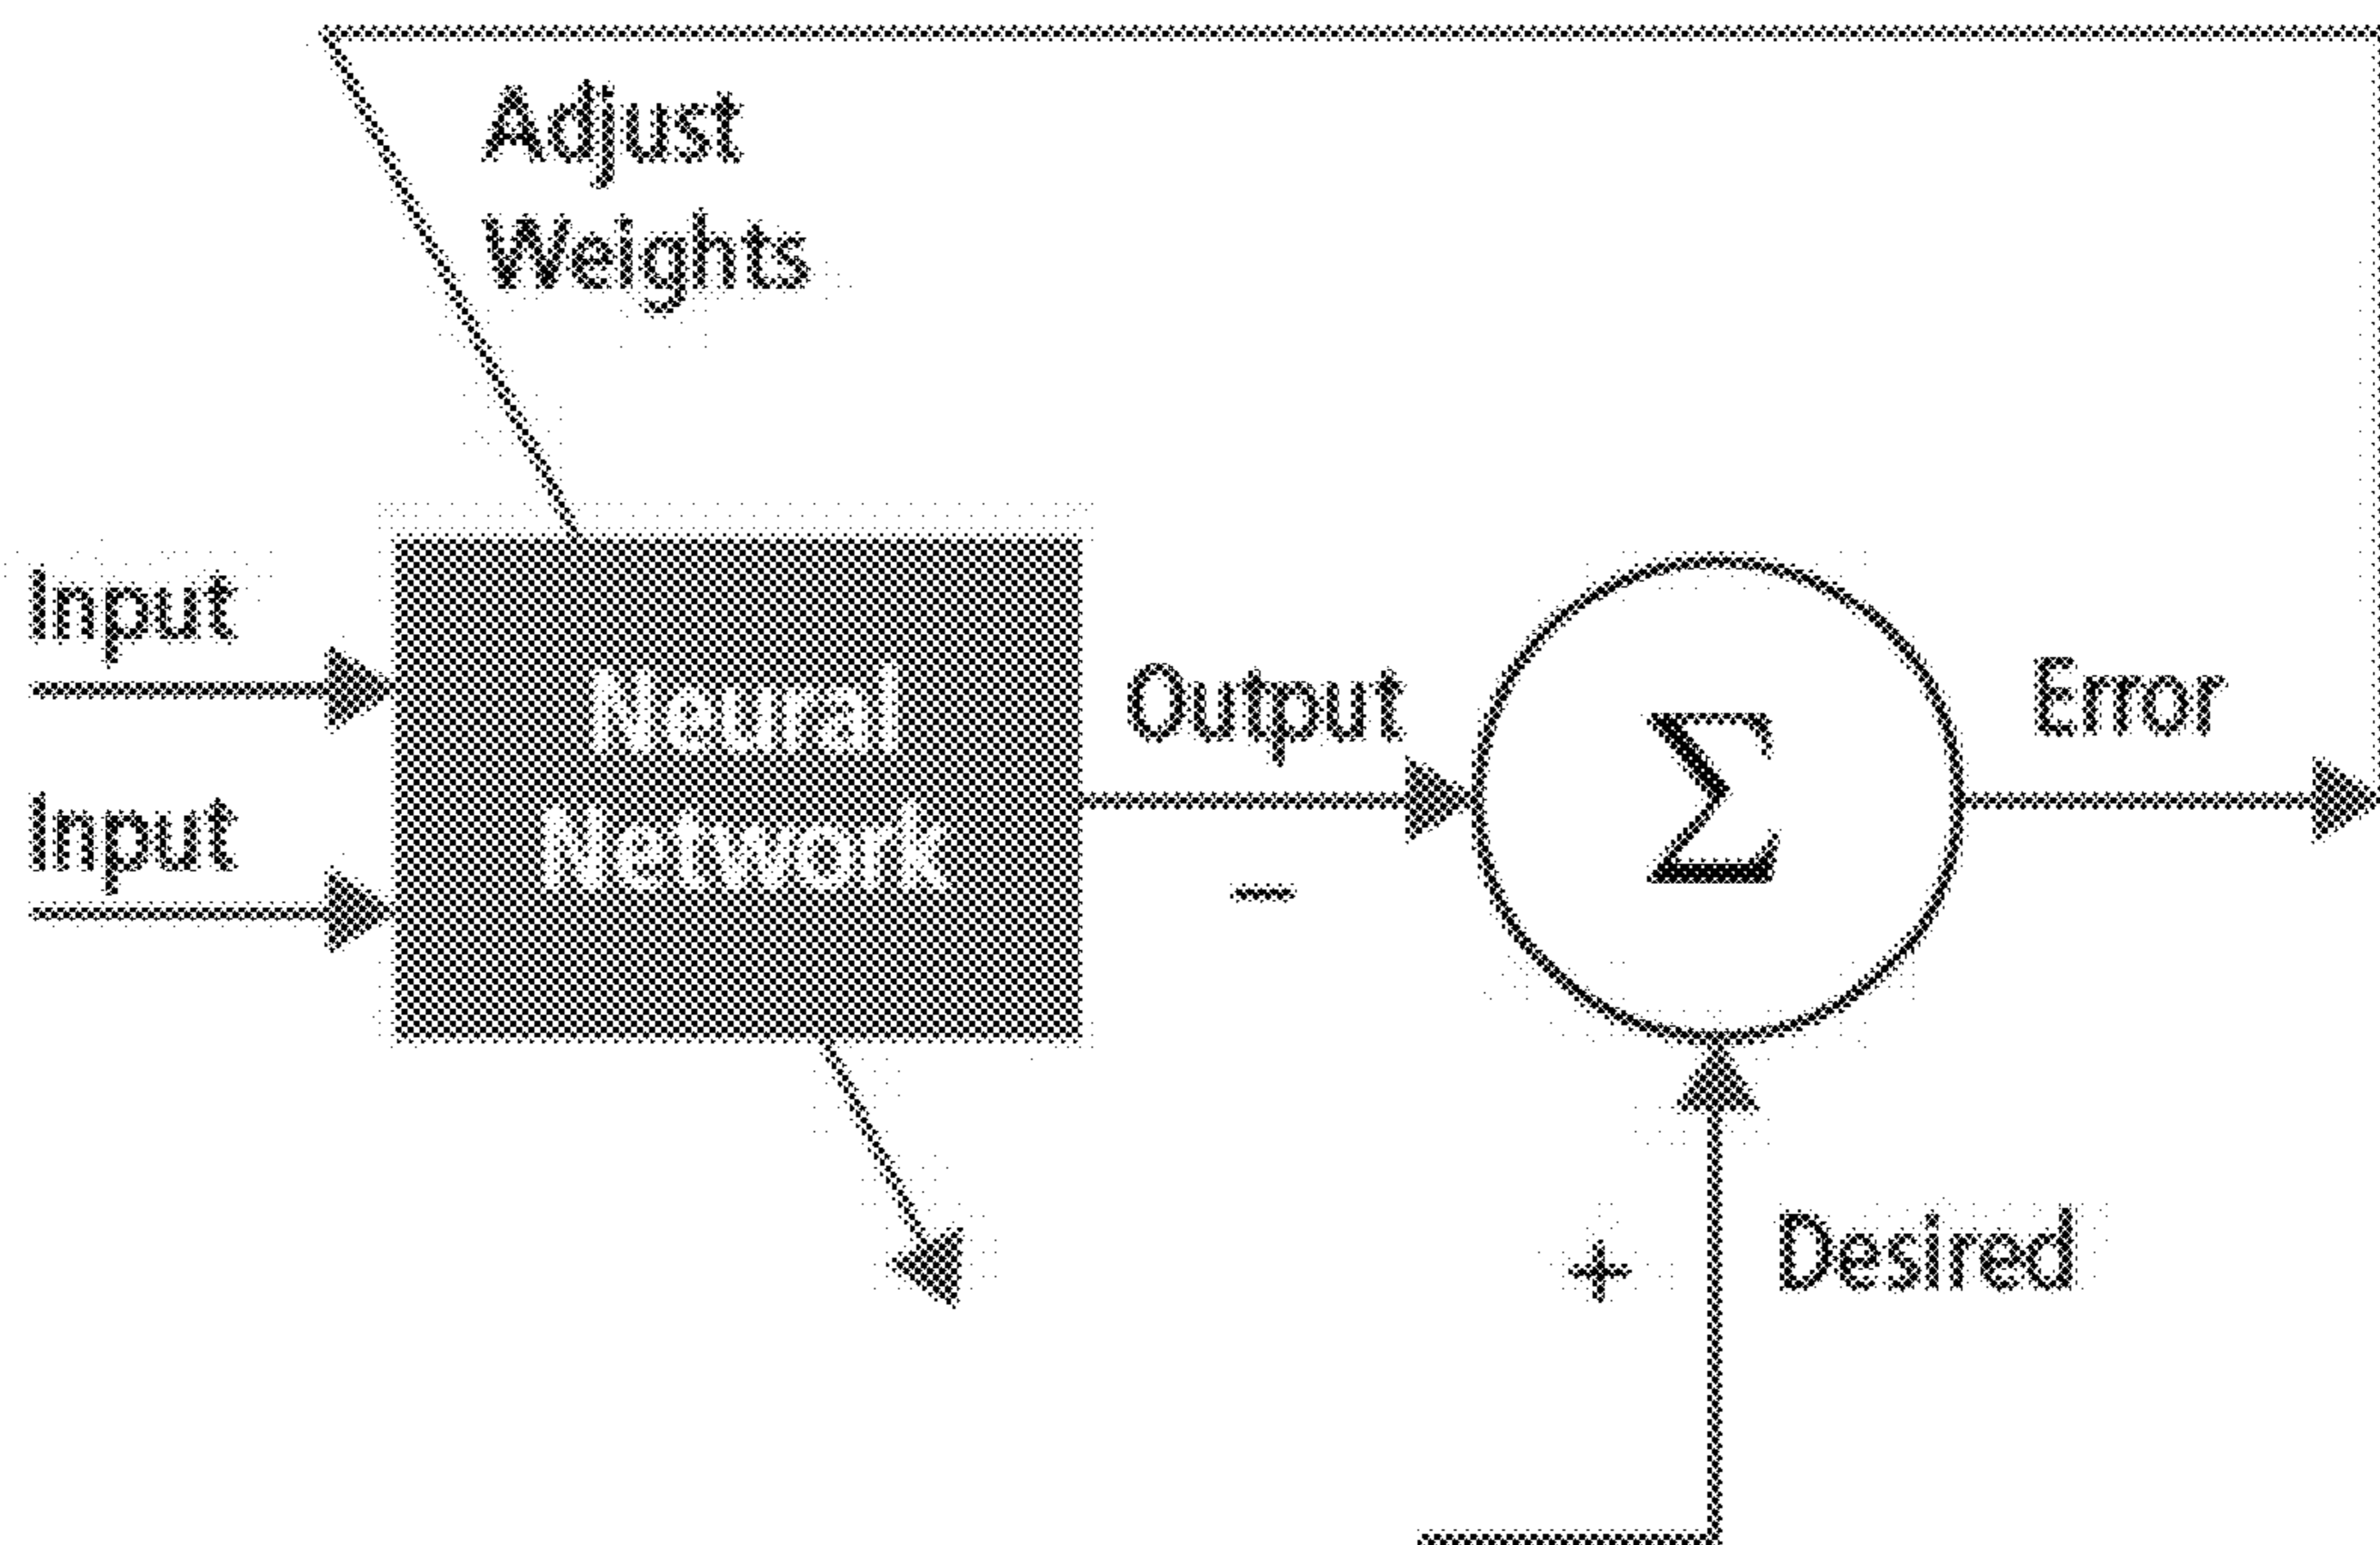 Adjust
Weights
Input
Input
Neural
Network
Output
−
Σ
Error
+
Desired